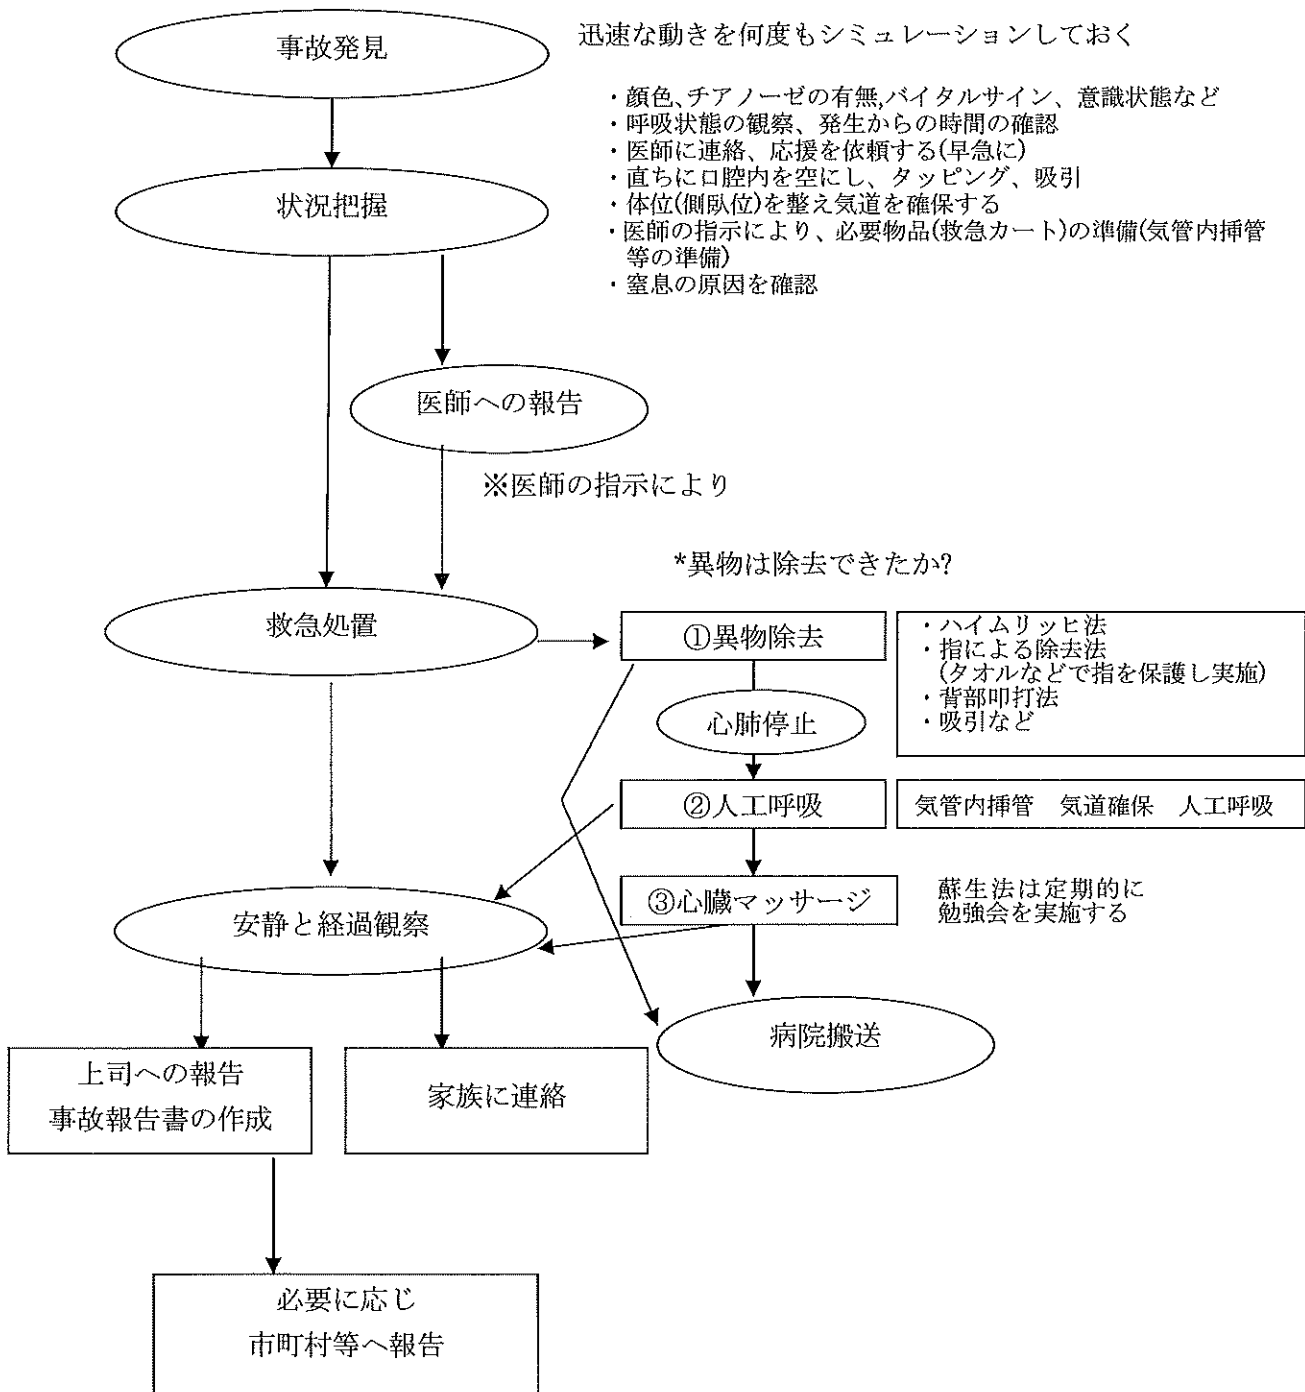 事故発見
迅速な動きを何度もシミュレーションしておく
・顔色、チアノーゼの有無,バイタルサイン、意識状態など
・呼吸状態の観察、発生からの時間の確認
・医師に連絡、応援を依頼する(早急に)
・直ちに口腔内を空にし、タッピング、吸引
・体位(側臥位)を整え気道を確保する
・医師の指示により、必要物品(救急カート)の準備(気管内挿管
等の準備)
・窒息の原因を確認
状況把握
医師への報告
※医師の指示により
*異物は除去できたか?
救急処置
①異物除去
・ハイムリッヒ法
・指による除去法
(タオルなどで指を保護し実施)
・背部叩打法
・吸引など
心肺停止
②人工呼吸
気管内挿管 気道確保 人工呼吸
③心臓マッサージ
蘇生法は定期的に
勉強会を実施する
安静と経過観察
病院搬送
上司への報告
事故報告書の作成
家族に連絡
必要に応じ
市町村等へ報告